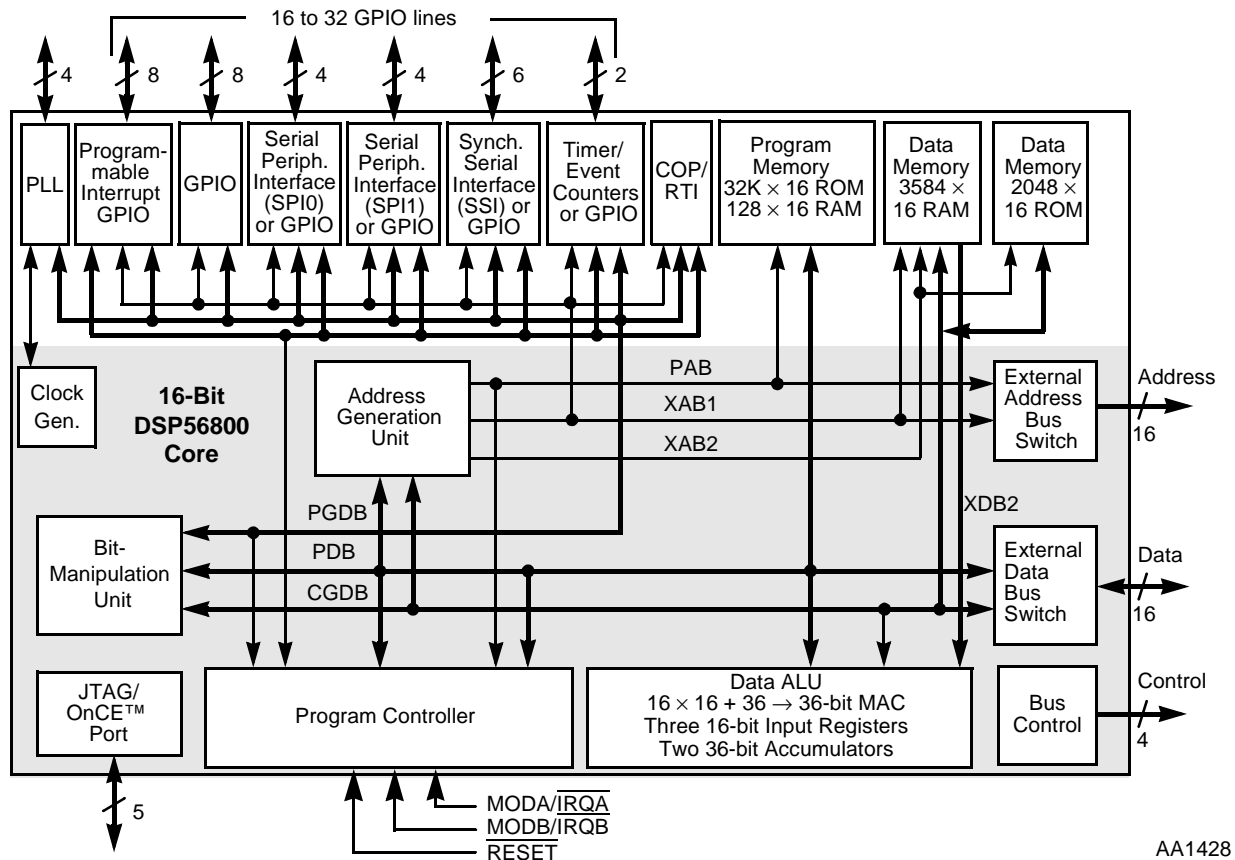 16 to 32 GPIO lines
4
8
8
4
4
6
2
PLL
Program-
mable
Interrupt
GPIO
GPIO
Serial
Periph.
Interface
(SPI0)
or GPIO
Serial
Periph.
Interface
(SPI1)
or GPIO
Synch.
Serial
Interface
(SSI) or
GPIO
Timer/
Event
Counters
or GPIO
COP/
RTI
Program
Memory
32K × 16 ROM
128 × 16 RAM
Data
Memory
3584 ×
16 RAM
Data
Memory
2048 ×
16 ROM
Clock
Gen.
16-Bit
DSP56800
Core
Address
Generation
Unit
PAB
XAB1
XAB2
External
Address
Bus
Switch
Address
16
XDB2
Bit-
Manipulation
Unit
PGDB
PDB
CGDB
External
Data
Bus
Switch
Data
16
JTAG/
OnCE™
Port
Program Controller
Data ALU
16 × 16 + 36 → 36-bit MAC
Three 16-bit Input Registers
Two 36-bit Accumulators
Bus
Control
Control
4
5
MODA/IRQA
MODB/IRQB
RESET
AA1428